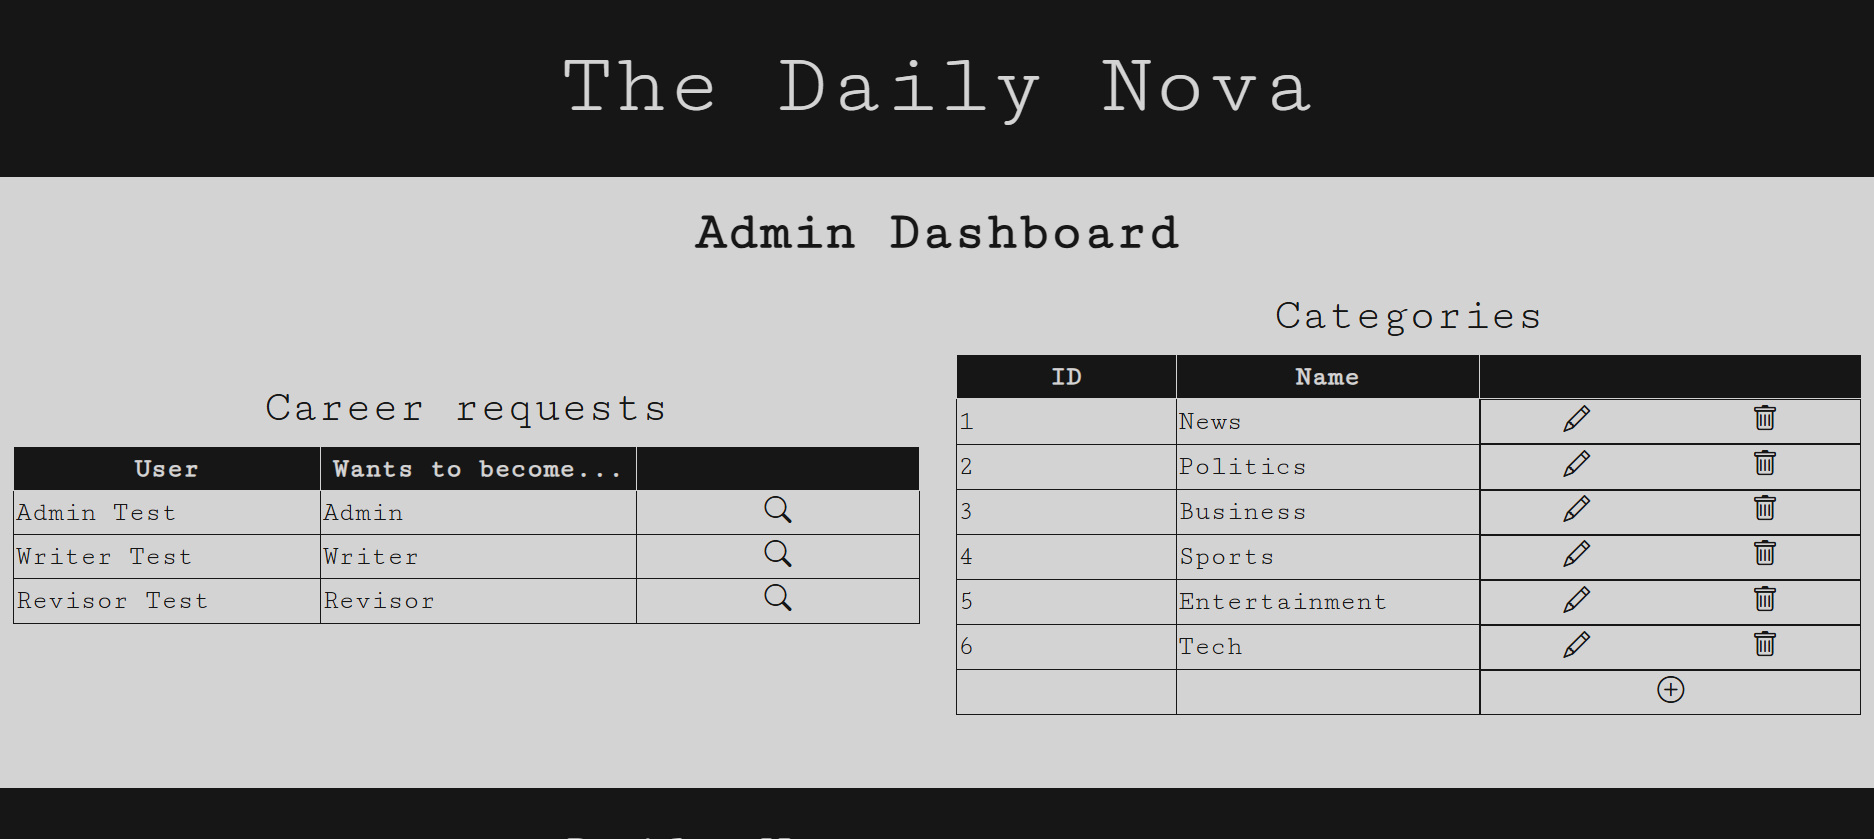 The Daily Nova
Admin Dashboard
Career requests
User Wants to become...
Admin Test Admin
Writer Test Writer
Revisor Test Revisor
Categories
ID Name
1 News
2 Politics
3 Business
4 Sports
5 Entertainment
6 Tech